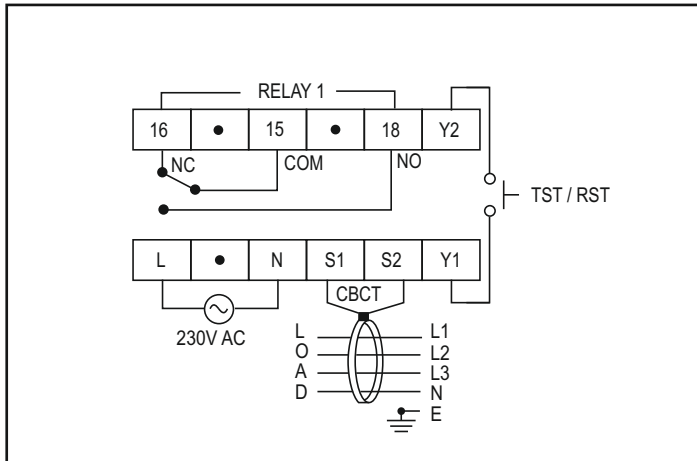 RELAY 1
16 • 15 • 18 Y2
NC COM NO
TST / RST
L • N S1 S2 Y1
CBCT
230V AC
L L1
O L2
A L3
D N
E